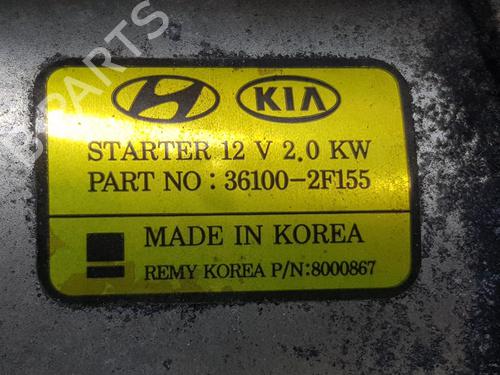 KIA
STARTER 12 V 2.0 KW
PART NO : 36100-2F155
MADE IN KOREA
REMY KOREA P/N:8000867